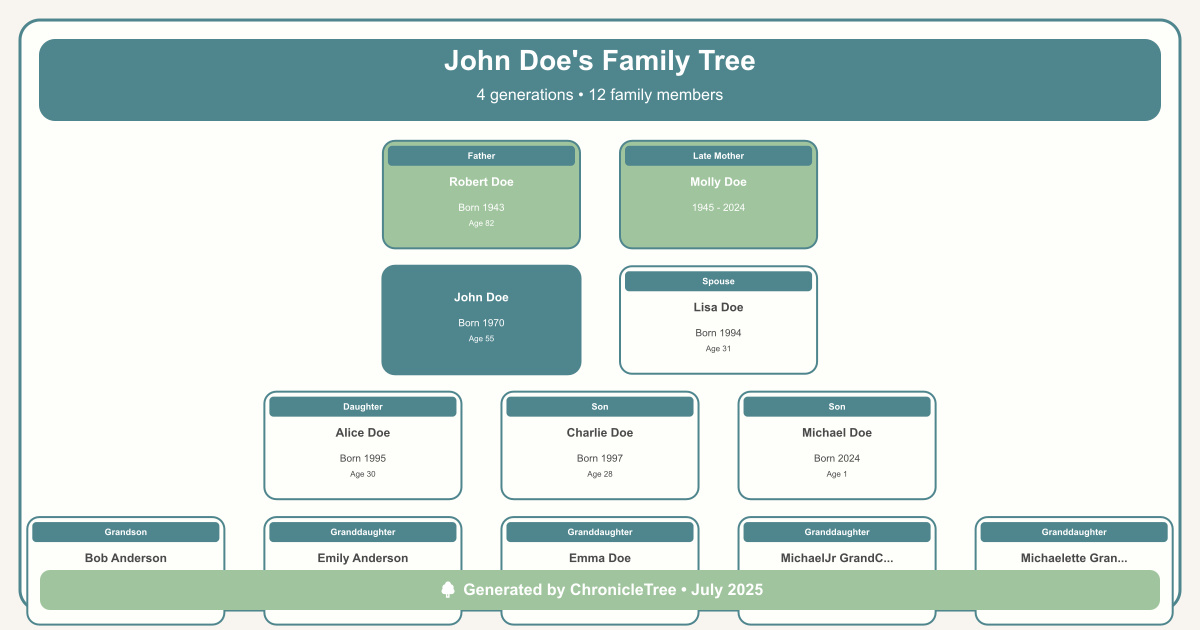 John Doe's Family Tree
4 generations • 12 family members
Father
Robert Doe
Born 1943
Age 82
Late Mother
Molly Doe
1945 - 2024
John Doe
Born 1970
Age 55
Spouse
Lisa Doe
Born 1994
Age 31
Daughter
Alice Doe
Born 1995
Age 30
Son
Charlie Doe
Born 1997
Age 28
Son
Michael Doe
Born 2024
Age 1
Grandson
Bob Anderson
Granddaughter
Emily Anderson
Granddaughter
Emma Doe
Granddaughter
MichaelJr GrandC...
Granddaughter
Michaelette Gran...
Generated by ChronicleTree • July 2025